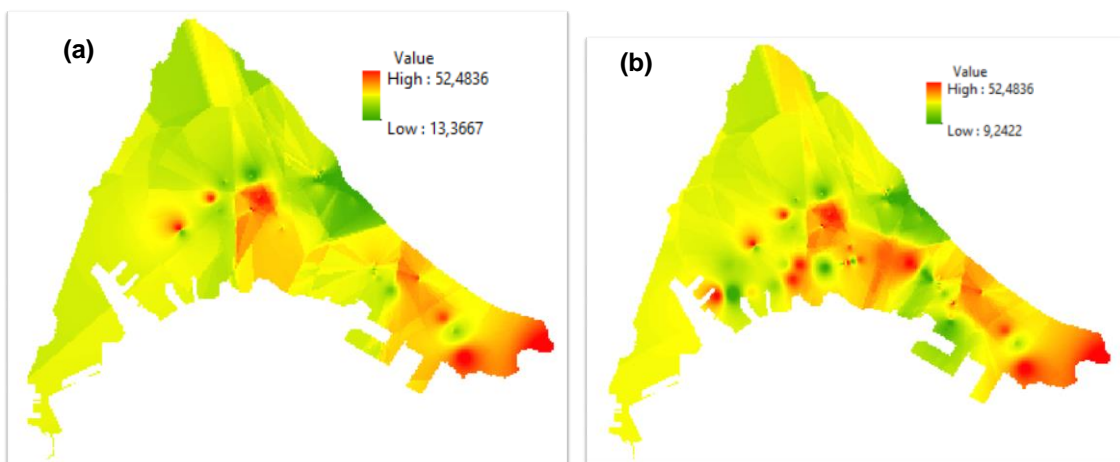 (a)
Value
High : 52,4836
Low : 13,3667
(b)
Value
High : 52,4836
Low : 9,2422